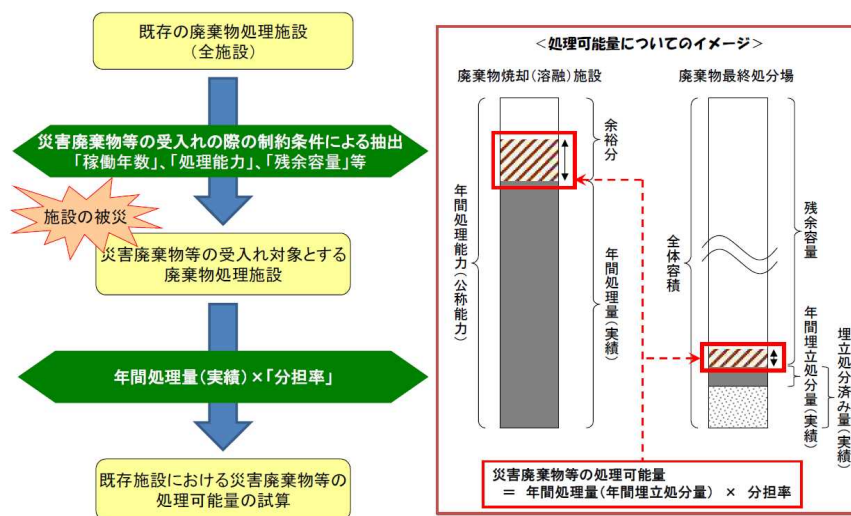 既存の廃棄物処理施設
(全施設)
災害廃棄物等の受入れの際の制約条件による抽出
「稼働年数」、「処理能力」、「残余容量」等
施設の被災
災害廃棄物等の受入れ対象とする
廃棄物処理施設
年間処理量(実績)×「分担率」
既存施設における災害廃棄物等の
処理可能量の試算
＜処理可能量についてのイメージ＞
廃棄物焼却(溶融)施設
年間処理能力(公称能力)
余裕分
年間処理量(実績)
廃棄物最終処分場
全体容積
残余容量
年間埋立処分量(実績)
埋立処分済み量(実績)
災害廃棄物等の処理可能量
＝ 年間処理量(年間埋立処分量) × 分担率